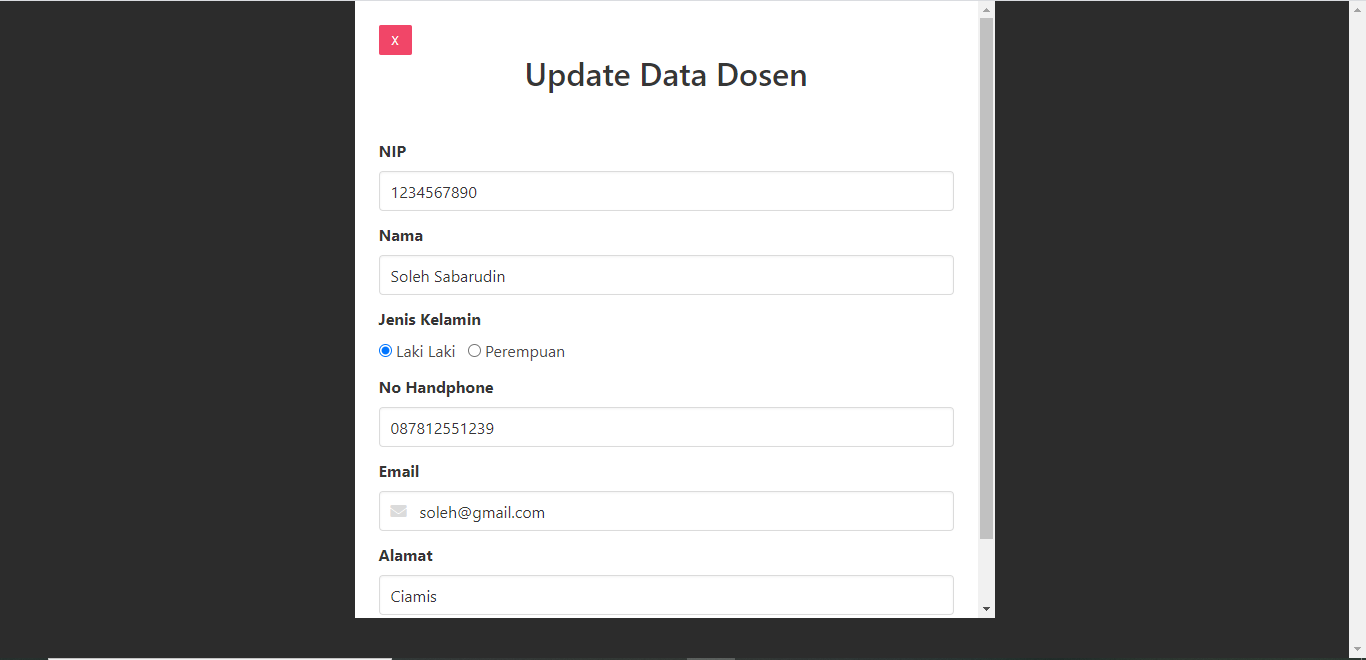 X
Update Data Dosen
NIP
1234567890
Nama
Soleh Sabarudin
Jenis Kelamin
Laki Laki Perempuan
No Handphone
087812551239
Email
soleh@gmail.com
Alamat
Ciamis